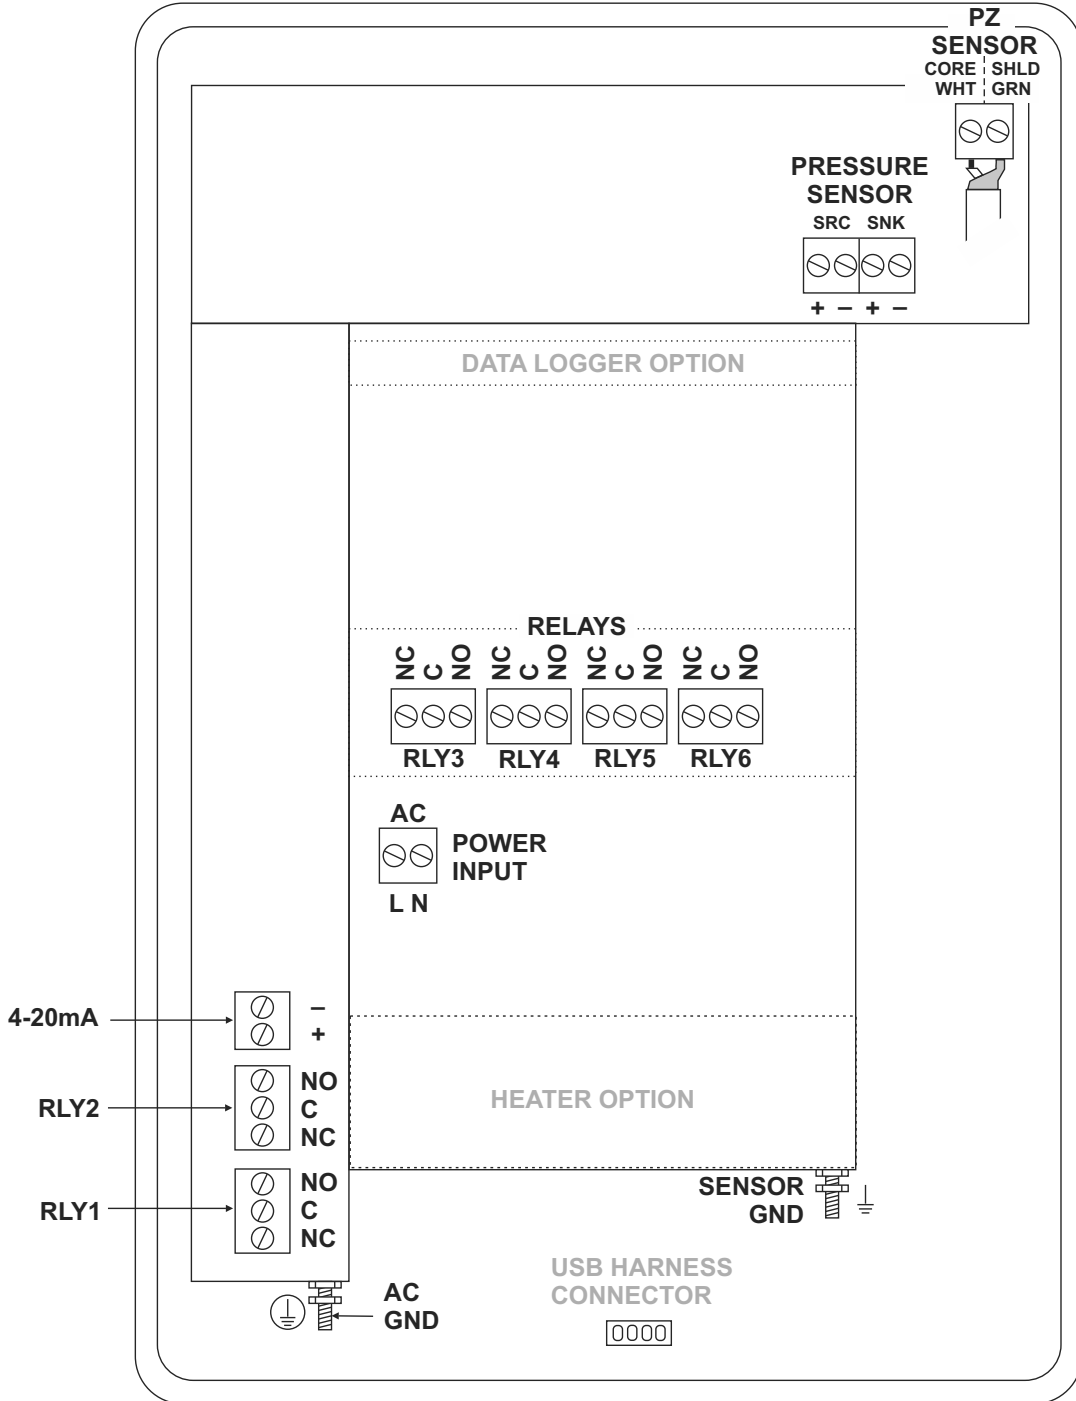 PZ
SENSOR
CORE SHLD
WHT GRN
PRESSURE
SENSOR
SRC SNK
+ – + –
DATA LOGGER OPTION
RELAYS
NC C NO NC C NO NC C NO NC C NO
RLY3 RLY4 RLY5 RLY6
AC
POWER
INPUT
L N
4-20mA
–
+
RLY2
NO
C
NC
HEATER OPTION
RLY1
NO
C
NC
SENSOR
GND
AC
GND
USB HARNESS
CONNECTOR